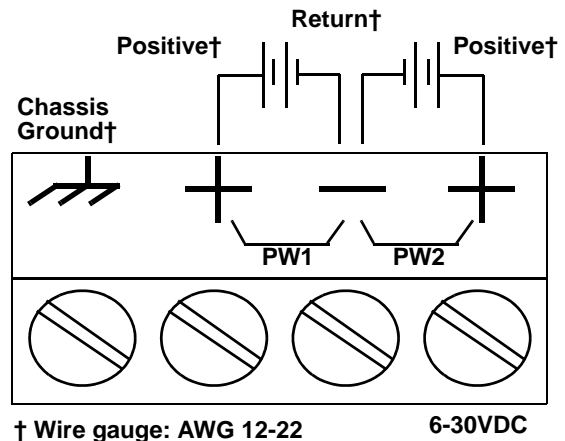 Return†
Positive†
Positive†
Chassis
Ground†
PW1
PW2
† Wire gauge: AWG 12-22
6-30VDC